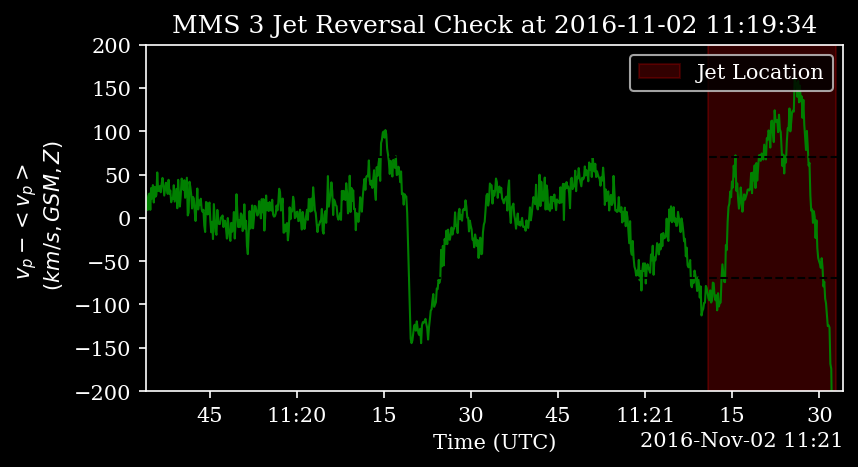 MMS 3 Jet Reversal Check at 2016-11-02 11:19:34
Jet Location
200
150
100
50
0
−50
−100
−150
−200
v_p − <v_p>
(km/s, GSM, Z)
45 11:20 15 30 45 11:21 15 30
Time (UTC)
2016-Nov-02 11:21